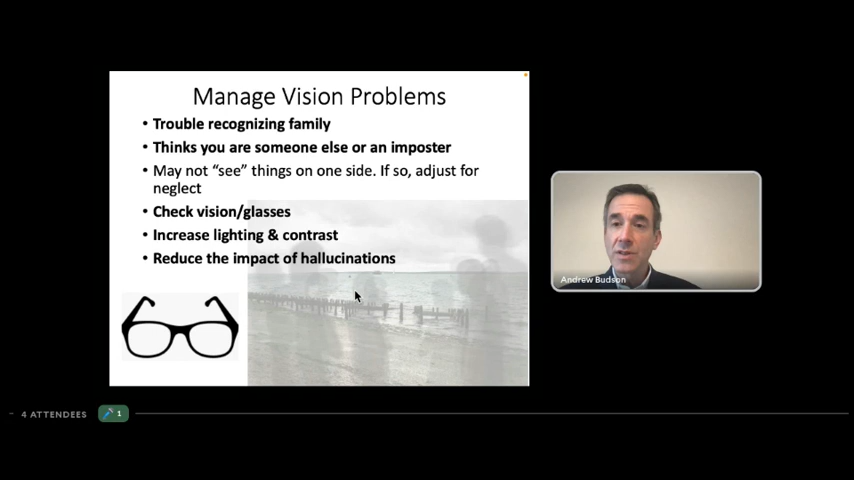 Manage Vision Problems
• Trouble recognizing family
• Thinks you are someone else or an imposter
• May not “see” things on one side. If so, adjust for
neglect
• Check vision/glasses
• Increase lighting & contrast
• Reduce the impact of hallucinations
Andrew Budson
4 ATTENDEES
1